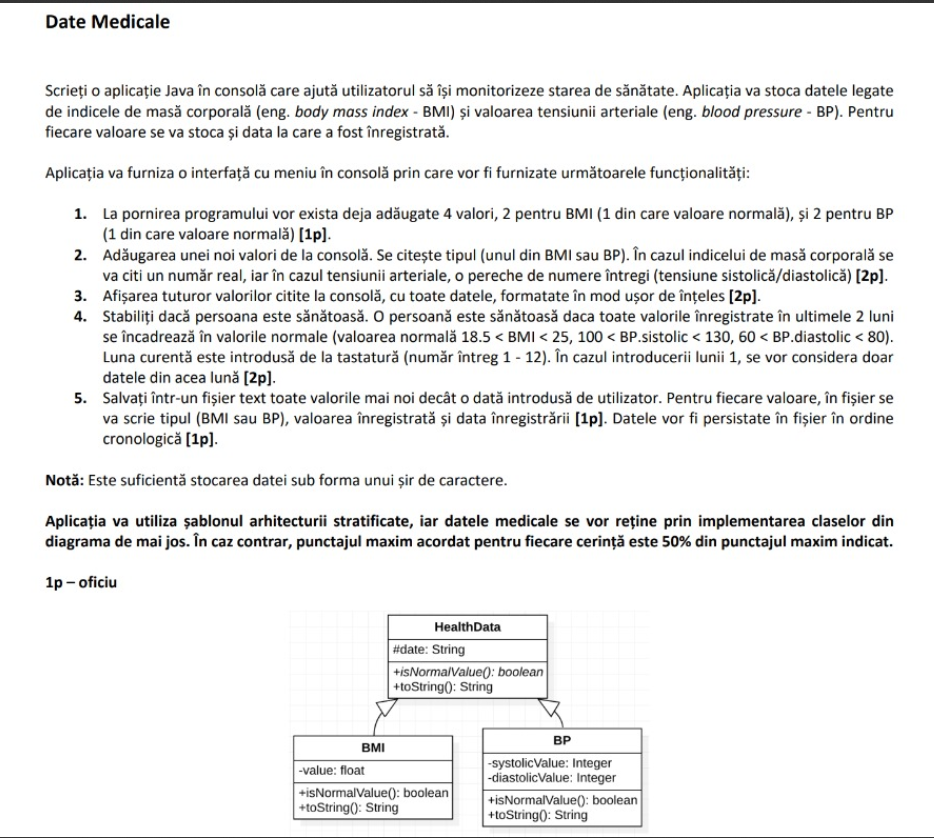 Date Medicale
Scrieți o aplicație Java în consolă care ajută utilizatorul să își monitorizeze starea de sănătate. Aplicația va stoca datele legate
de indicele de masă corporală (eng. body mass index - BMI) și valoarea tensiunii arteriale (eng. blood pressure - BP). Pentru
fiecare valoare se va stoca și data la care a fost înregistrată.
Aplicația va furniza o interfață cu meniu în consolă prin care vor fi furnizate următoarele funcționalități:
1. La pornirea programului vor exista deja adăugate 4 valori, 2 pentru BMI (1 din care valoare normală), și 2 pentru BP
(1 din care valoare normală) [1p].
2. Adăugarea unei noi valori de la consolă. Se citește tipul (unul din BMI sau BP). În cazul indicelui de masă corporală se
va citi un număr real, iar în cazul tensiunii arteriale, o pereche de numere întregi (tensiune sistolică/diastolică) [2p].
3. Afișarea tuturor valorilor citite la consolă, cu toate datele, formatate în mod ușor de înțeles [2p].
4. Stabiliți dacă persoana este sănătoasă. O persoană este sănătoasă daca toate valorile înregistrate în ultimele 2 luni
se încadrează în valorile normale (valoarea normală 18.5 < BMI < 25, 100 < BP.sistolic < 130, 60 < BP.diastolic < 80).
Luna curentă este introdusă de la tastatură (număr întreg 1 - 12). În cazul introducerii lunii 1, se vor considera doar
datele din acea lună [2p].
5. Salvați într-un fișier text toate valorile mai noi decât o dată introdusă de utilizator. Pentru fiecare valoare, în fișier se
va scrie tipul (BMI sau BP), valoarea înregistrată și data înregistrării [1p]. Datele vor fi persistate în fișier în ordine
cronologică [1p].
Notă: Este suficientă stocarea datei sub forma unui șir de caractere.
Aplicația va utiliza șablonul arhitecturii stratificate, iar datele medicale se vor reține prin implementarea claselor din
diagrama de mai jos. În caz contrar, punctajul maxim acordat pentru fiecare cerință este 50% din punctajul maxim indicat.
1p – oficiu
HealthData
#date: String
+isNormalValue(): boolean
+toString(): String
BMI
-value: float
+isNormalValue(): boolean
+toString(): String
BP
-systolicValue: Integer
-diastolicValue: Integer
+isNormalValue(): boolean
+toString(): String